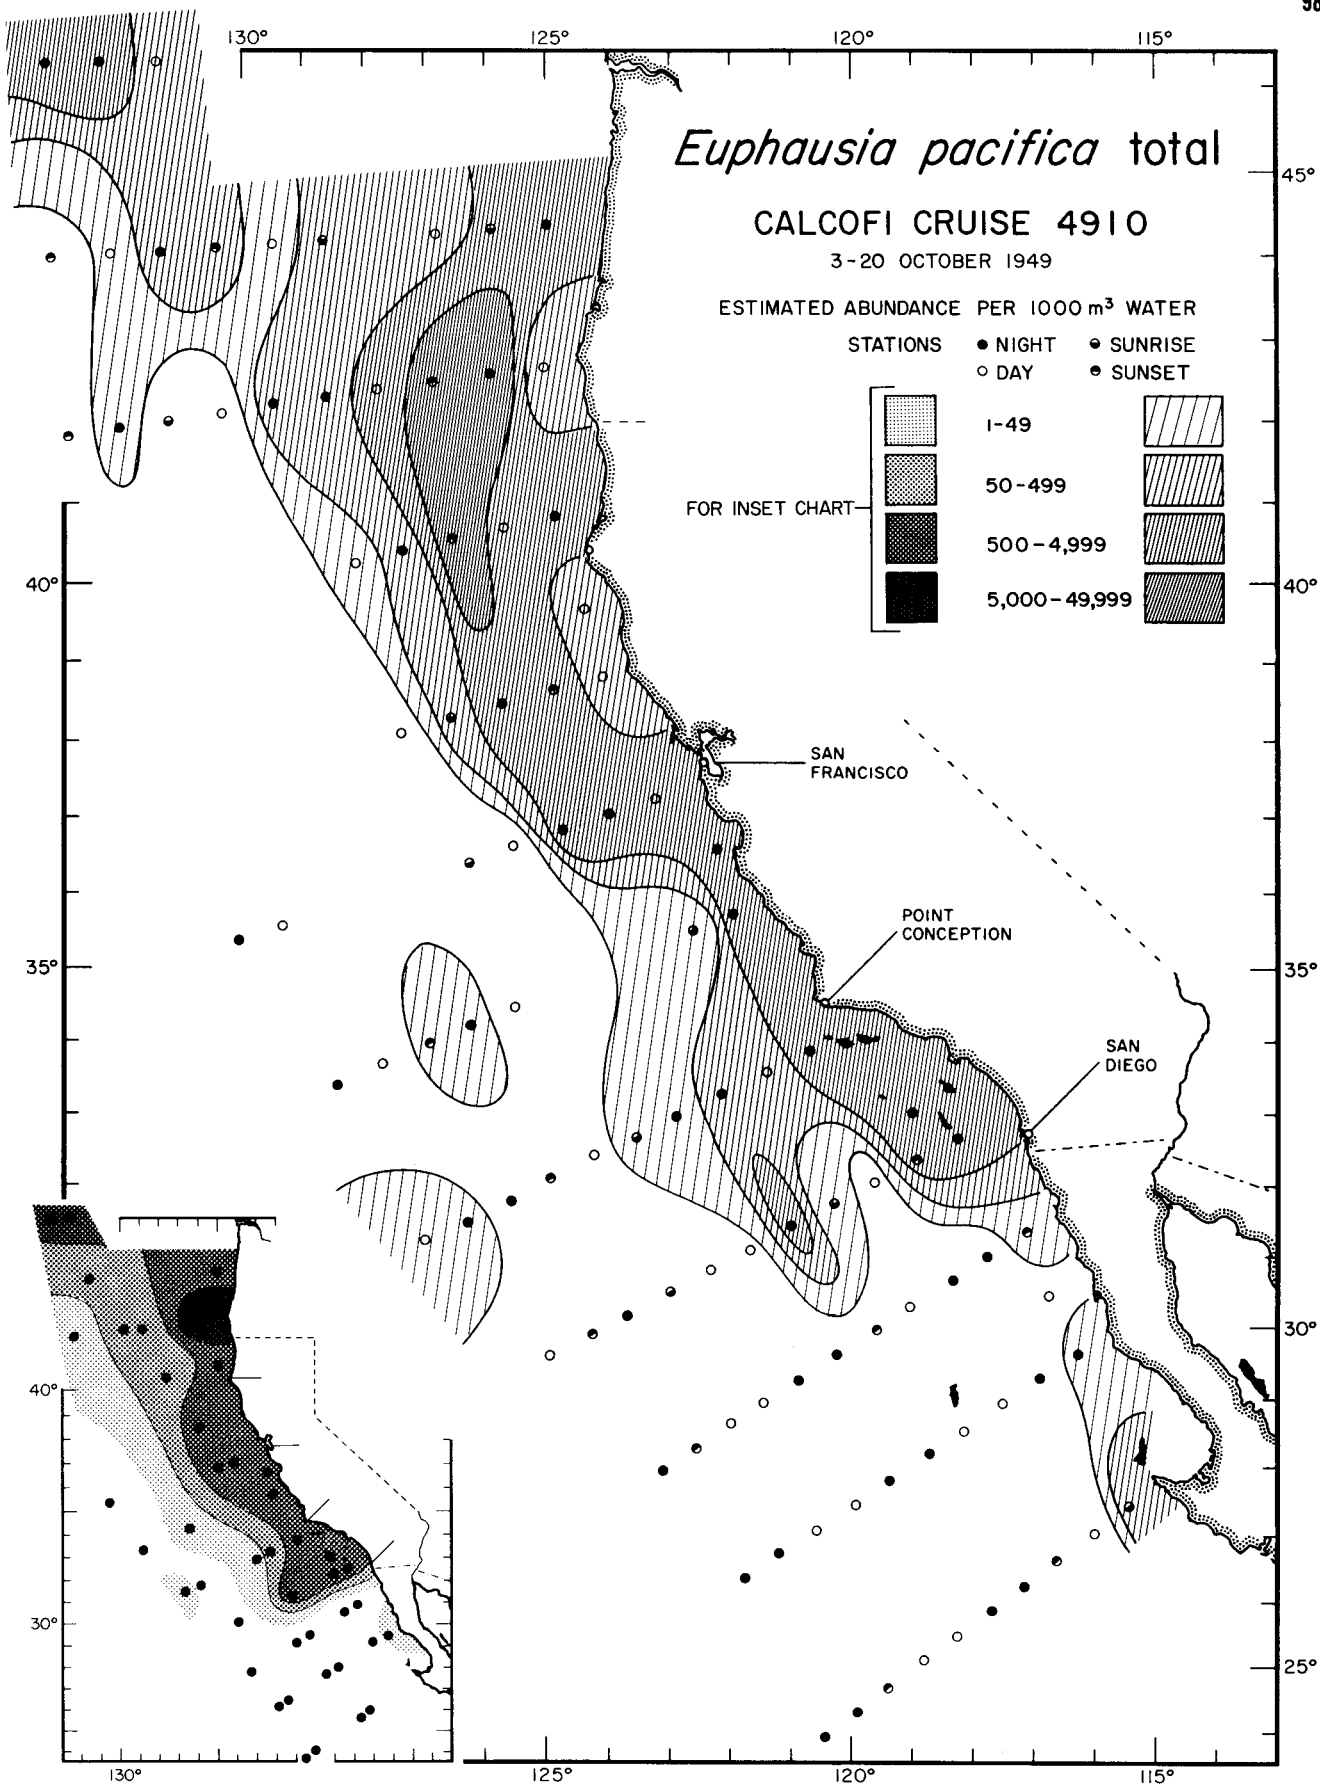 98
130°
125°
120°
115°
Euphausia pacifica total
45°
CALCOFI CRUISE 4910
3-20 OCTOBER 1949
ESTIMATED ABUNDANCE PER 1000 m³ WATER
STATIONS ● NIGHT SUNRISE
○ DAY SUNSET
1-49
50-499
FOR INSET CHART
500-4,999
5,000-49,999
40°
40°
SAN
FRANCISCO
POINT
CONCEPTION
35°
35°
SAN
DIEGO
30°
40°
30°
25°
130°
125°
120°
115°